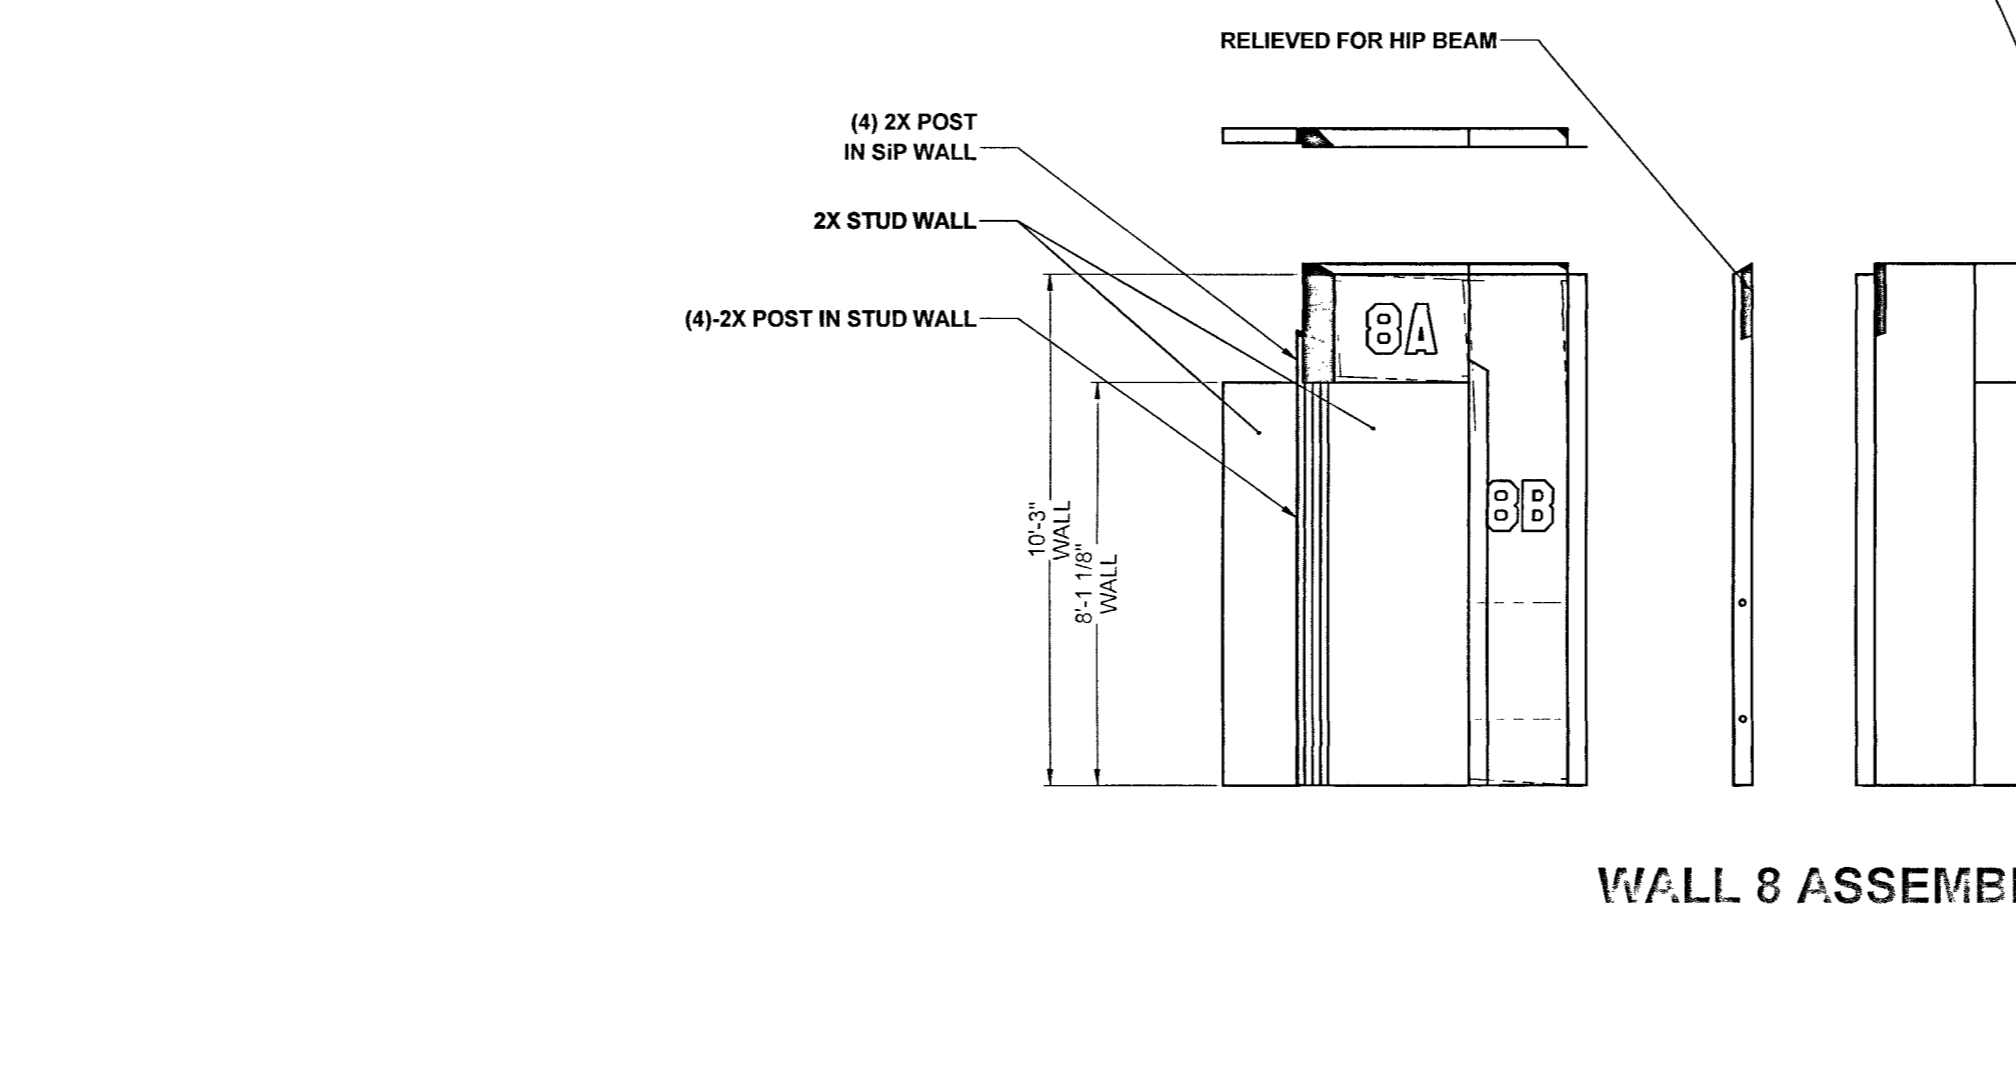 RELIEVED FOR HIP BEAM
(4) 2X POST
IN SiP WALL
2X STUD WALL
(4)-2X POST IN STUD WALL
8A
8B
10'-3"
WALL
8'-1 1/8"
WALL
WALL 8 ASSEMB